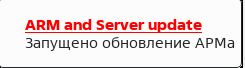 ARM and Server update
Запущено обновление АРМа